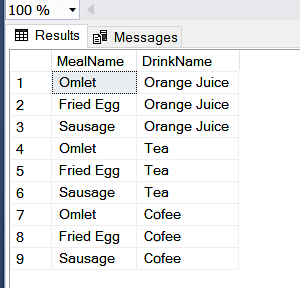 100 %
Results Messages
MealName DrinkName
1 Omlet Orange Juice
2 Fried Egg Orange Juice
3 Sausage Orange Juice
4 Omlet Tea
5 Fried Egg Tea
6 Sausage Tea
7 Omlet Cofee
8 Fried Egg Cofee
9 Sausage Cofee